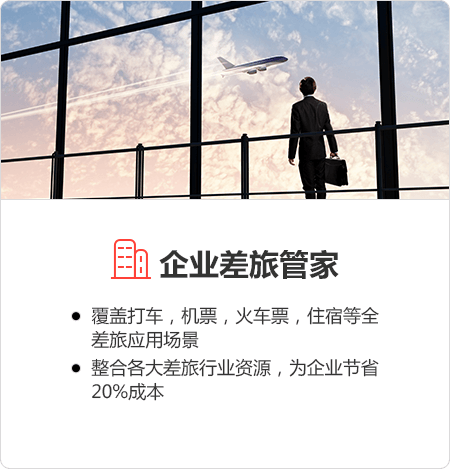 企业差旅管家
覆盖打车，机票，火车票，住宿等全
差旅应用场景
整合各大差旅行业资源，为企业节省
20%成本